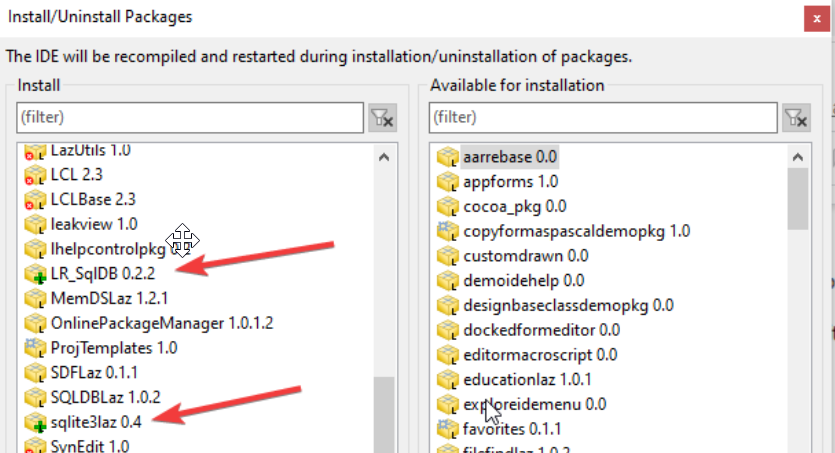 Install/Uninstall Packages
x
The IDE will be recompiled and restarted during installation/uninstallation of packages.
Install
(filter)
LazUtils 1.0
LCL 2.3
LCLBase 2.3
leakview 1.0
lhelpcontrolpkg
LR_SqlDB 0.2.2
MemDSLaz 1.2.1
OnlinePackageManager 1.0.1.2
ProjTemplates 1.0
SDFLaz 0.1.1
SQLDBLaz 1.0.2
sqlite3laz 0.4
SynEdit 1.0
Available for installation
(filter)
aarrebase 0.0
appforms 1.0
cocoa_pkg 0.0
copyformaspascaldemopkg 1.0
customdrawn 0.0
demoidehelp 0.0
designbaseclassdemopkg 0.0
dockedformeditor 0.0
editormacroscript 0.0
educationlaz 1.0.1
exploreidemenu 0.0
favorites 0.1.1